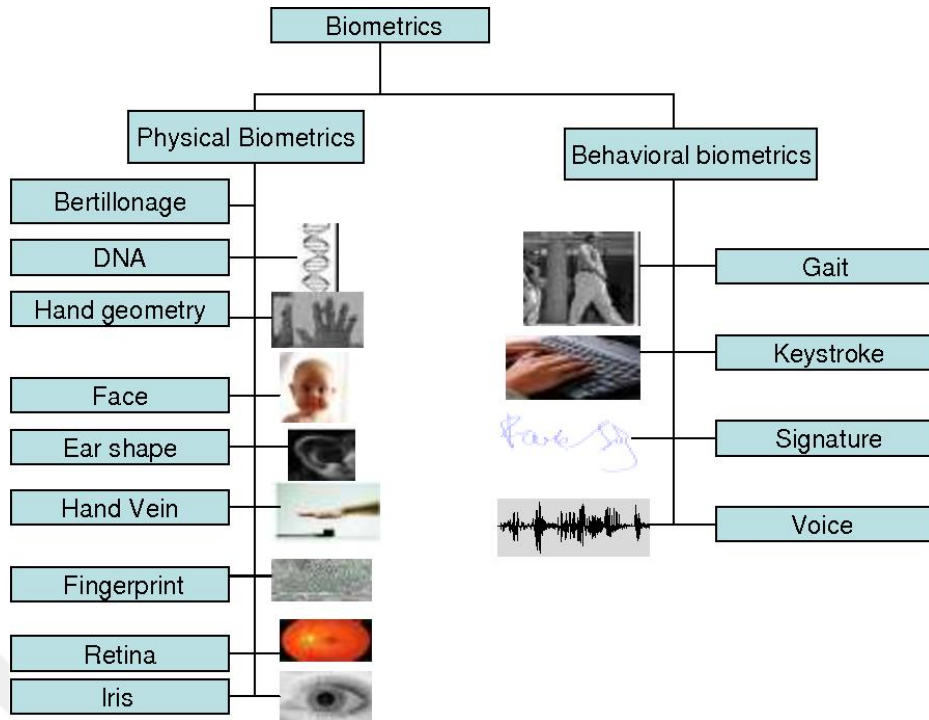 Biometrics
Physical Biometrics
Behavioral biometrics
Bertillonage
DNA
Hand geometry
Face
Ear shape
Hand Vein
Fingerprint
Retina
Iris
Gait
Keystroke
Signature
Voice